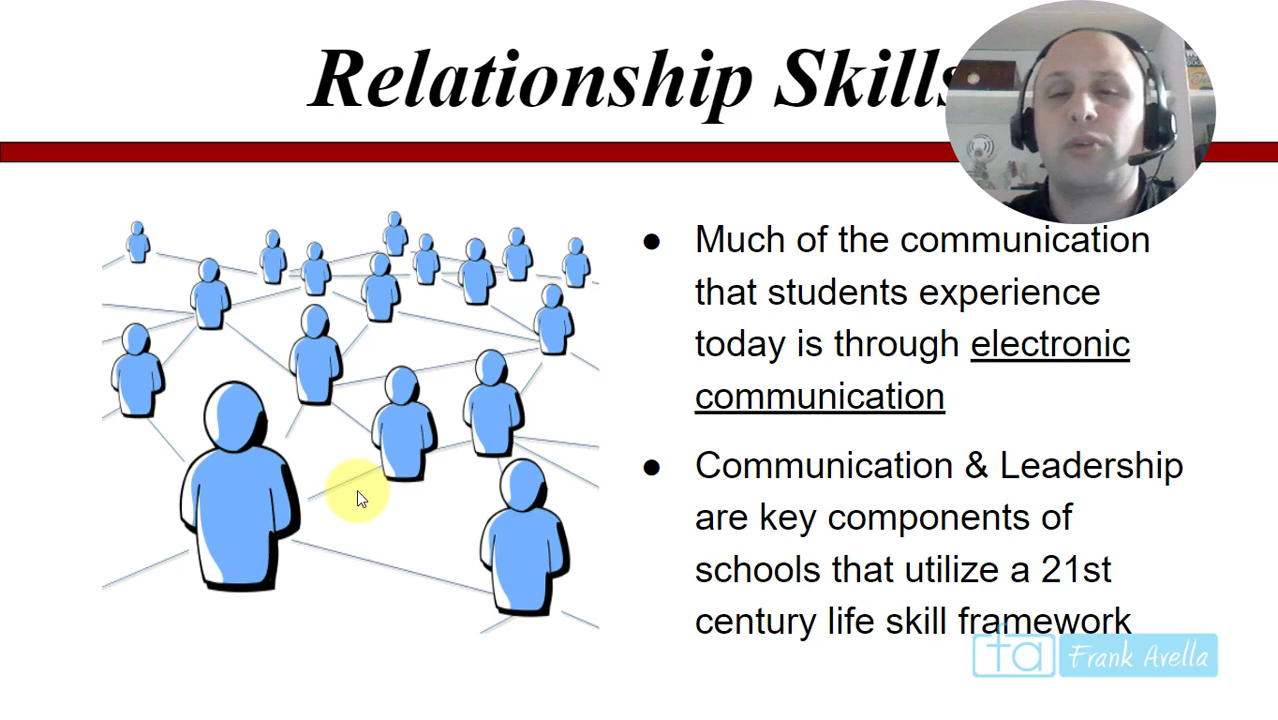 Relationship Skills
● Much of the communication
that students experience
today is through electronic
communication
● Communication & Leadership
are key components of
schools that utilize a 21st
century life skill framework
fa Frank Avella